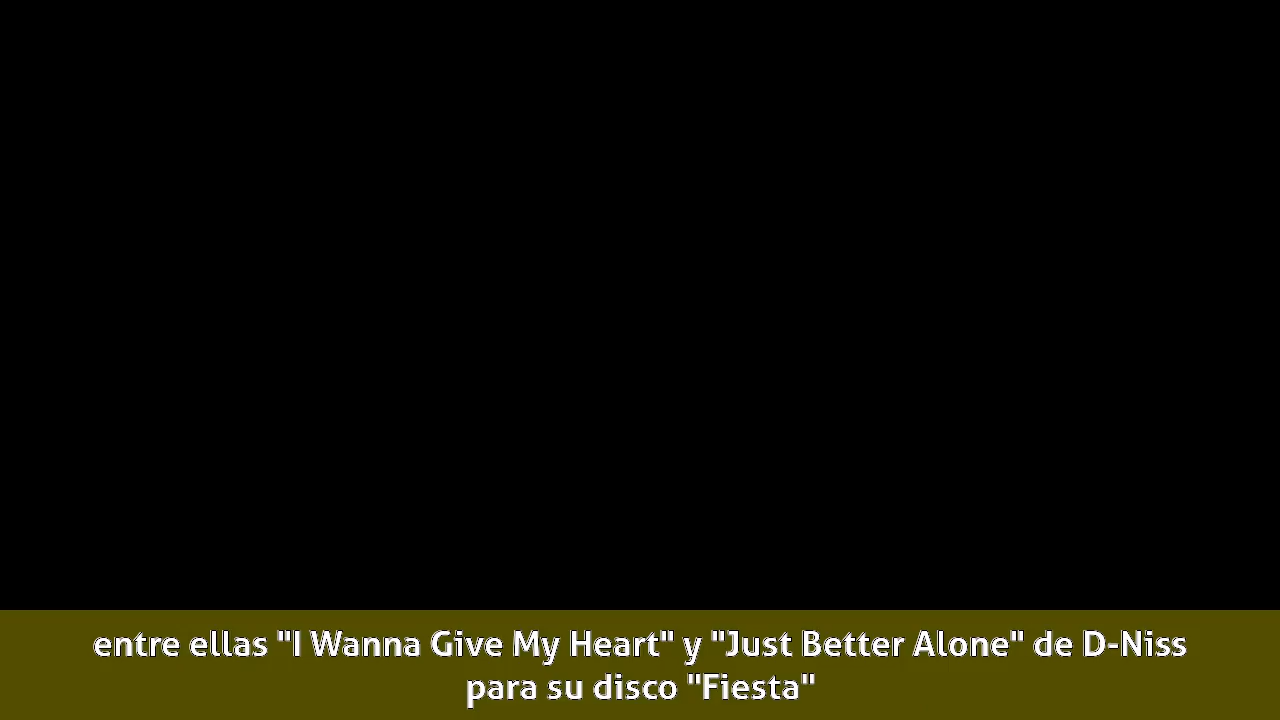 entre ellas "I Wanna Give My Heart" y "Just Better Alone" de D-Niss
para su disco "Fiesta"